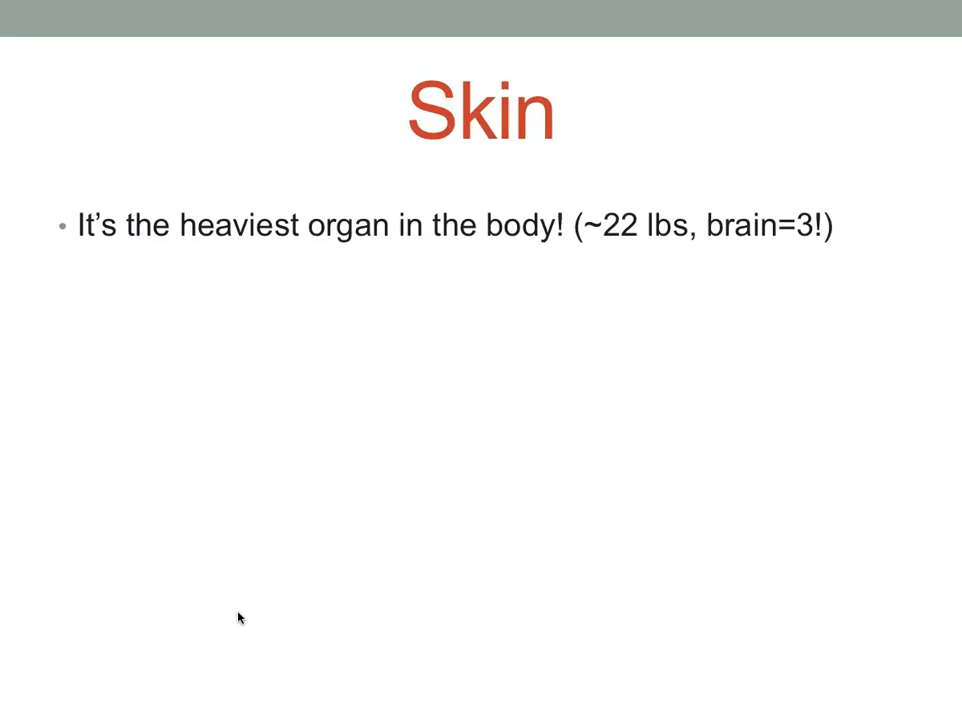 Skin
• It’s the heaviest organ in the body! (~22 lbs, brain=3!)